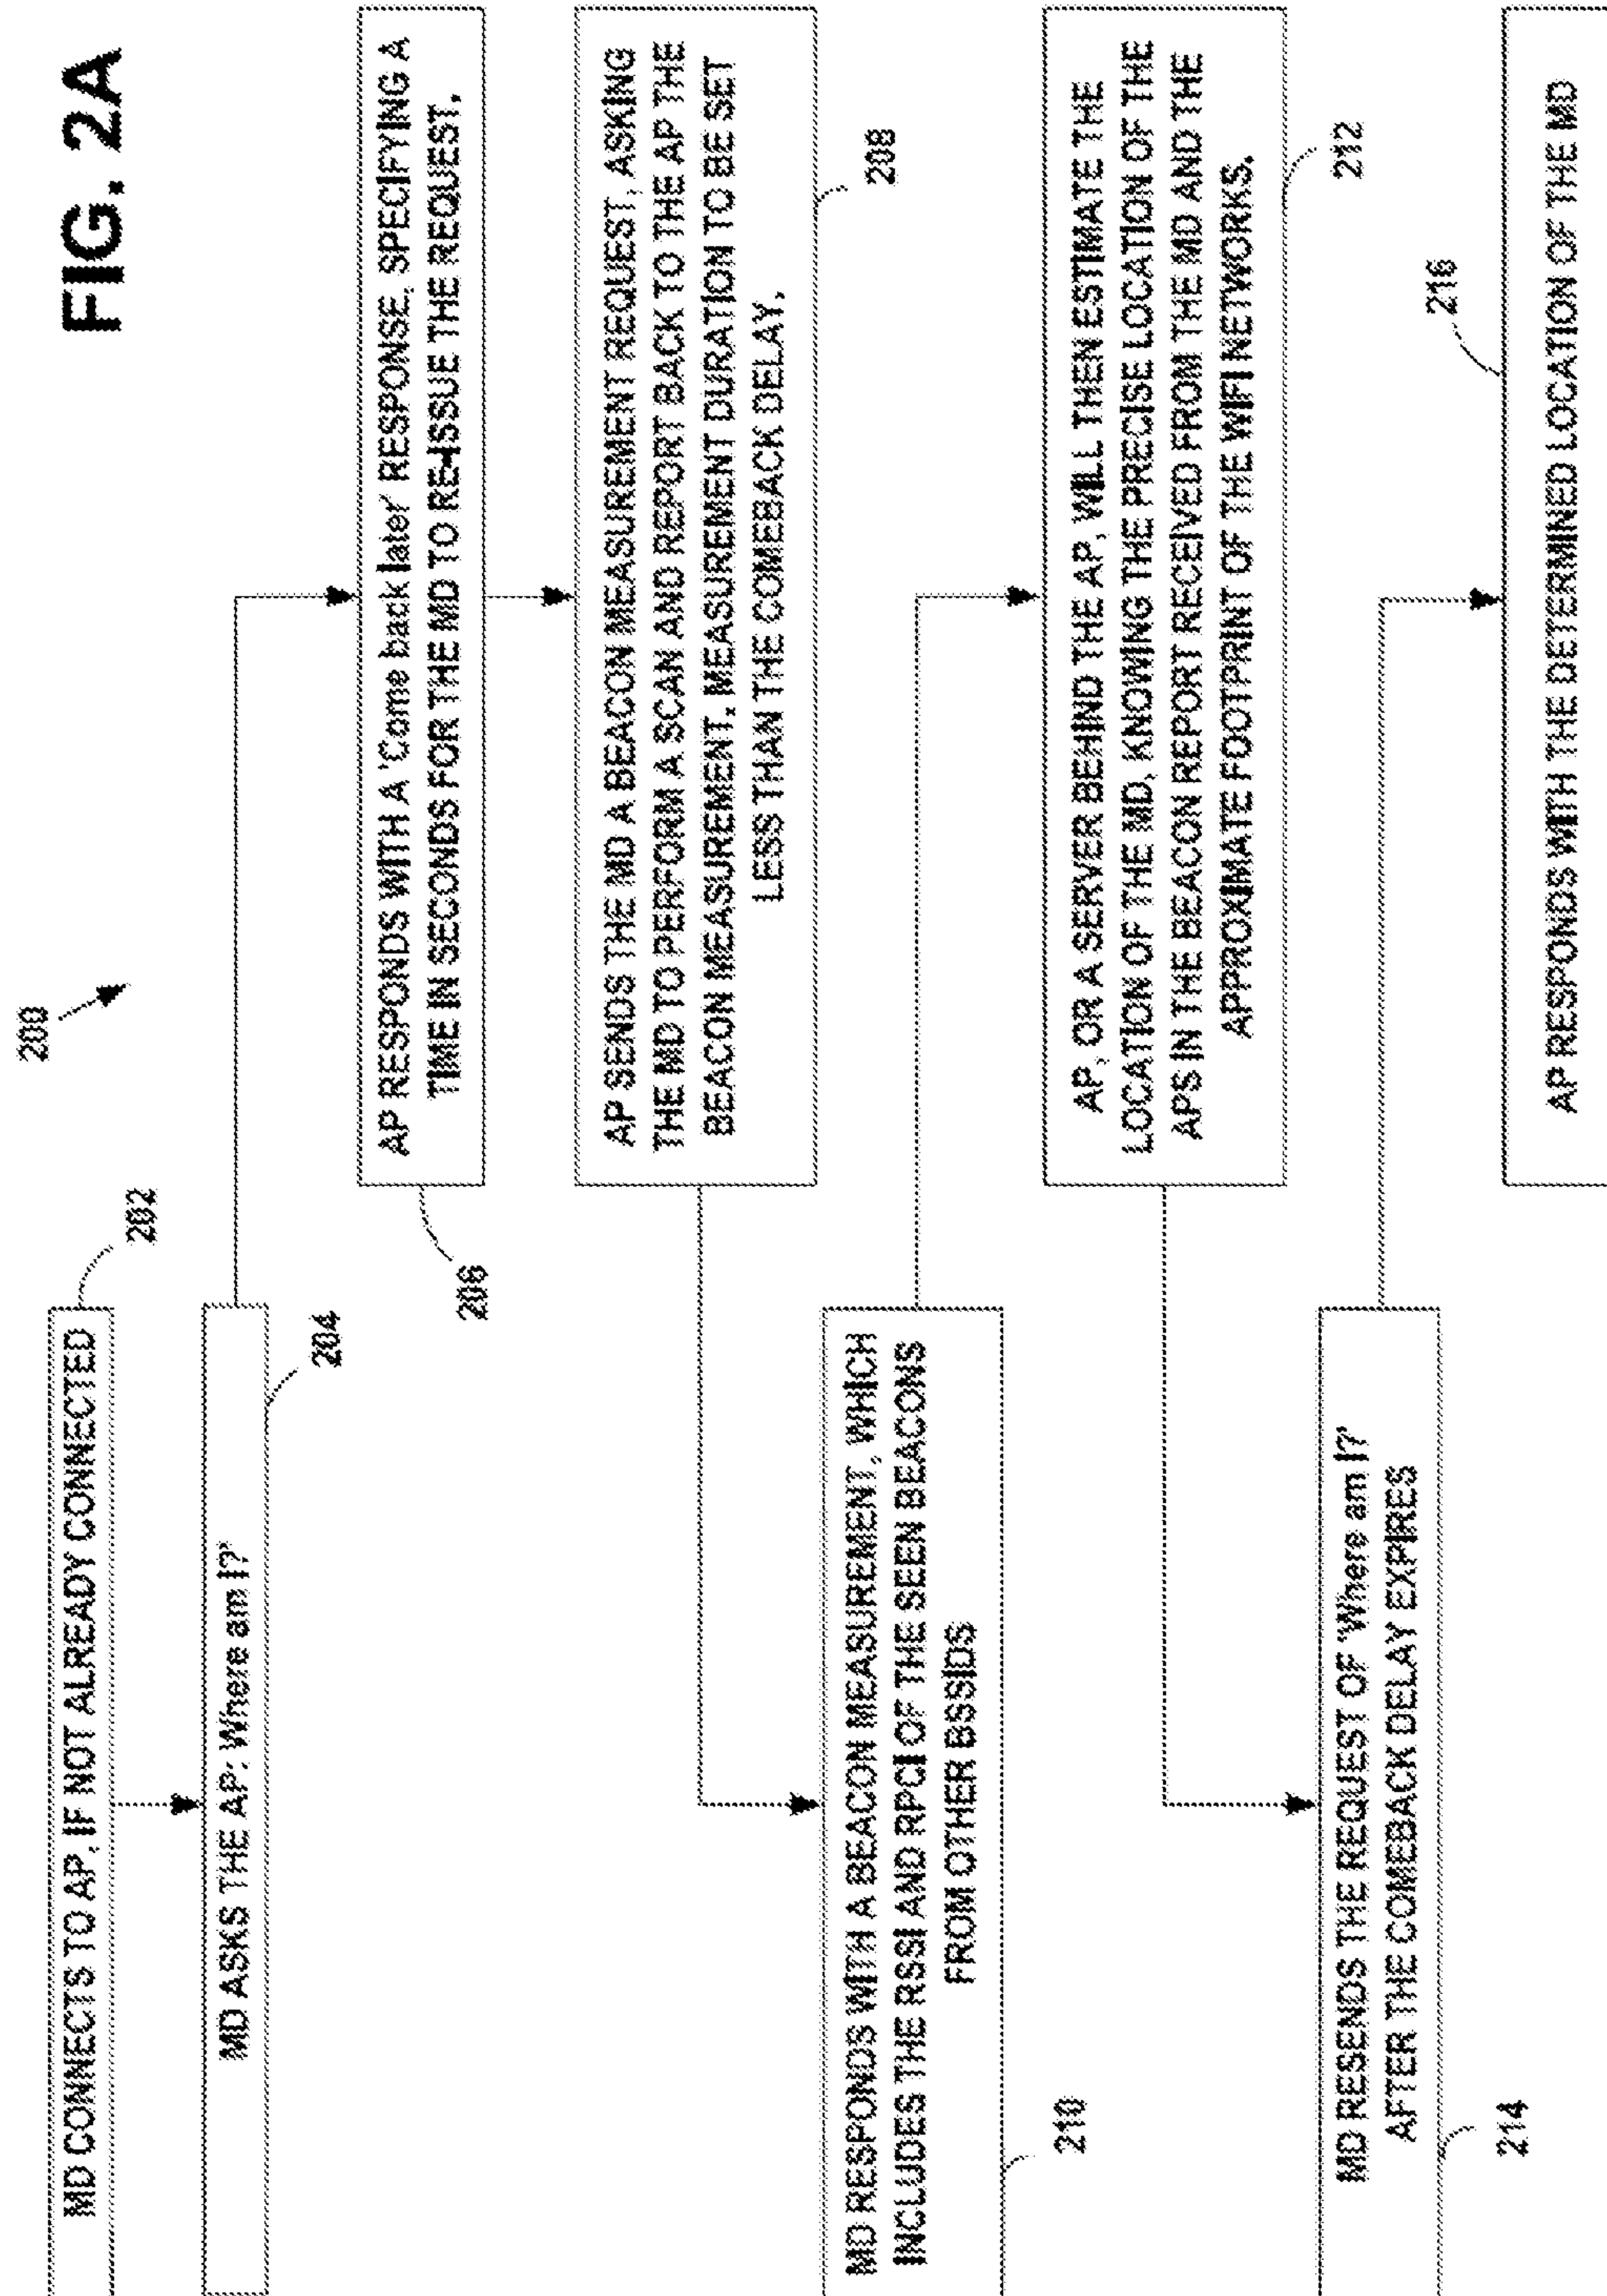 FIG. 2A
200
MD CONNECTS TO AP, IF NOT ALREADY CONNECTED
202
MD ASKS THE AP: Where am I?'
204
AP RESPONDS WITH A 'Come back later' RESPONSE, SPECIFYING A
TIME IN SECONDS FOR THE MD TO RE-ISSUE THE REQUEST.
206
AP SENDS THE MD A BEACON MEASUREMENT REQUEST, ASKING
THE MD TO PERFORM A SCAN AND REPORT BACK TO THE AP THE
BEACON MEASUREMENT. MEASUREMENT DURATION TO BE SET
LESS THAN THE COMEBACK DELAY.
208
MD RESPONDS WITH A BEACON MEASUREMENT, WHICH
INCLUDES THE RSSI AND RPCI OF THE SEEN BEACONS
FROM OTHER BSSIDS
210
AP, OR A SERVER BEHIND THE AP, WILL THEN ESTIMATE THE
LOCATION OF THE MD, KNOWING THE PRECISE LOCATION OF THE
APS IN THE BEACON REPORT RECEIVED FROM THE MD AND THE
APPROXIMATE FOOTPRINT OF THE WIFI NETWORKS.
212
MD RESENDS THE REQUEST OF 'Where am I?'
AFTER THE COMEBACK DELAY EXPIRES
214
AP RESPONDS WITH THE DETERMINED LOCATION OF THE MD
216